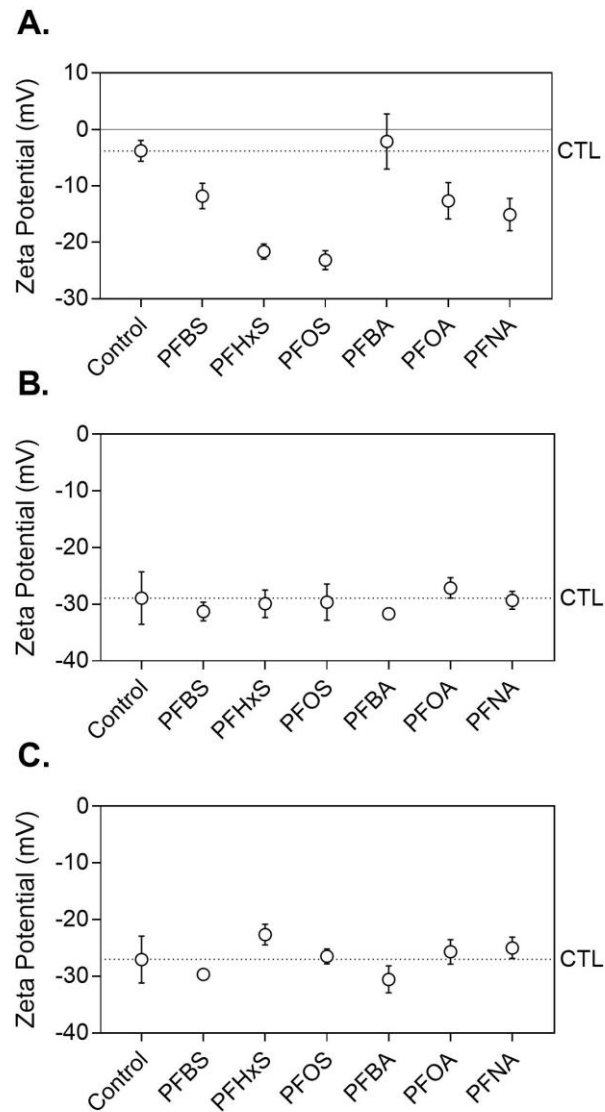 A.
Zeta Potential (mV)
10
0
-10
-20
-30
CTL
Control
PFBS
PFHxS
PFOS
PFBA
PFOA
PFNA
B.
Zeta Potential (mV)
0
-10
-20
-30
-40
CTL
Control
PFBS
PFHxS
PFOS
PFBA
PFOA
PFNA
C.
Zeta Potential (mV)
0
-10
-20
-30
-40
CTL
Control
PFBS
PFHxS
PFOS
PFBA
PFOA
PFNA